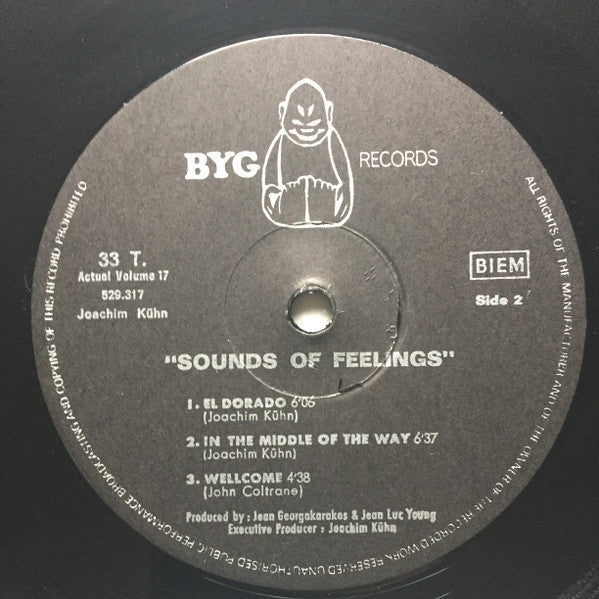 BYG RECORDS
33 T.
Actuel Volume 17
529.317
Joachim Kühn
BIEM
Side 2
"SOUNDS OF FEELINGS"
1. EL DORADO 6'06
(Joachim Kühn)
2. IN THE MIDDLE OF THE WAY 6'37
(Joachim Kühn)
3. WELLCOME 4'38
(John Coltrane)
Produced by : Jean Georgakarakos & Jean Luc Young
Executive Producer : Joachim Kühn
ALL RIGHTS OF THE MANUFACTURER AND OF THE OWNER OF THE RECORDED WORK RESERVED UNAUTHORISED PUBLIC PERFORMANCE BROADCASTING AND COPYING OF THIS RECORD PROHIBITED